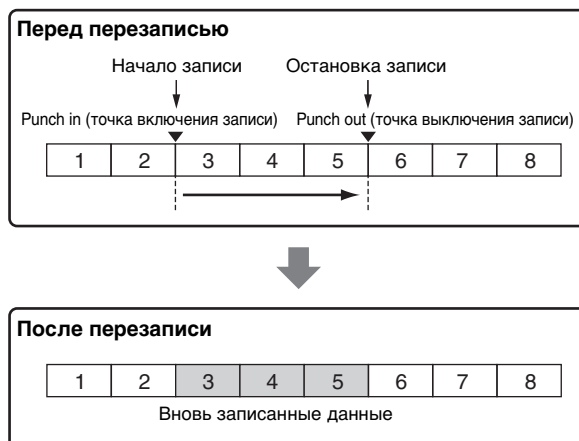 Перед перезаписью
Начало записи Остановка записи
Punch in (точка включения записи) Punch out (точка выключения записи)
1 2 3 4 5 6 7 8
После перезаписи
1 2 3 4 5 6 7 8
Вновь записанные данные